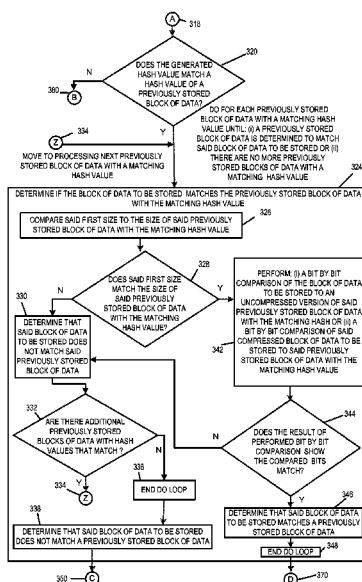 A
318
320
DOES THE GENERATED
HASH VALUE MATCH A
HASH VALUE OF A
PREVIOUSLY STORED
BLOCK OF DATA?
N
B
360
Y
334
Z
MOVE TO PROCESSING NEXT PREVIOUSLY
STORED BLOCK OF DATA WITH A MATCHING
HASH VALUE
DO FOR EACH PREVIOUSLY STORED
BLOCK OF DATA WITH A MATCHING HASH
VALUE UNTIL: (i) A PREVIOUSLY STORED
BLOCK OF DATA IS DETERMINED TO MATCH
SAID BLOCK OF DATA TO BE STORED OR (ii)
THERE ARE NO MORE PREVIOUSLY
STORED BLOCKS OF DATA WITH A
MATCHING HASH VALUE
324
DETERMINE IF THE BLOCK OF DATA TO BE STORED MATCHES THE PREVIOUSLY STORED BLOCK OF DATA
WITH THE MATCHING HASH VALUE
326
COMPARE SAID FIRST SIZE TO THE SIZE OF SAID PREVIOUSLY
STORED BLOCK OF DATA WITH THE MATCHING HASH VALUE
328
DOES SAID FIRST SIZE
MATCH THE SIZE OF
SAID PREVIOUSLY
STORED BLOCK OF DATA
WITH THE MATCHING
HASH VALUE?
N
Y
330
DETERMINE THAT
SAID BLOCK OF DATA
TO BE STORED DOES
NOT MATCH SAID
PREVIOUSLY STORED
BLOCK OF DATA
PERFORM: (i) A BIT BY BIT
COMPARISON OF THE BLOCK OF DATA
TO BE STORED TO AN
UNCOMPRESSED VERSION OF SAID
PREVIOUSLY STORED BLOCK OF DATA
WITH THE MATCHING HASH OR (ii) A
BIT BY BIT COMPARISON OF SAID
COMPRESSED BLOCK OF DATA TO BE
STORED TO SAID PREVIOUSLY
STORED BLOCK OF DATA WITH THE
MATCHING HASH VALUE
342
332
ARE THERE ADDITIONAL
PREVIOUSLY STORED
BLOCKS OF DATA WITH HASH
VALUES THAT MATCH ?
N
Y
334
Z
336
END DO LOOP
344
DOES THE RESULT OF
PERFORMED BIT BY BIT
COMPARISON SHOW
THE COMPARED BITS
MATCH?
N
Y
338
DETERMINE THAT SAID BLOCK OF DATA TO BE STORED
DOES NOT MATCH A PREVIOUSLY STORED BLOCK OF DATA
346
DETERMINE THAT SAID BLOCK OF DATA
TO BE STORED MATCHES A PREVIOUSLY
STORED BLOCK OF DATA
348
END DO LOOP
350
C
D
370